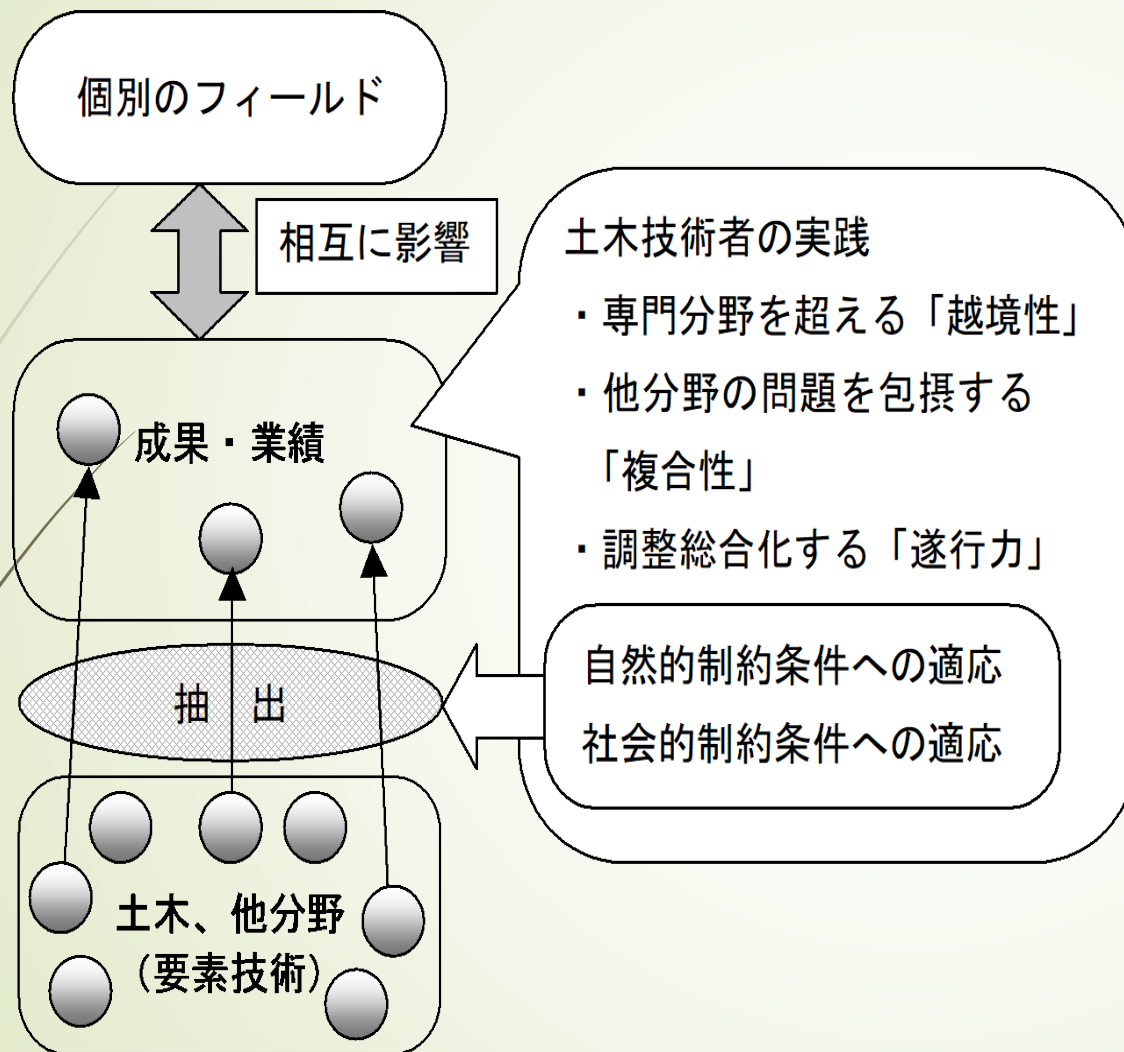 個別のフィールド
相互に影響
土木技術者の実践
・専門分野を超える「越境性」
・他分野の問題を包摂する
「複合性」
・調整総合化する「遂行力」
成果・業績
自然的制約条件への適応
社会的制約条件への適応
抽 出
土木、他分野
(要素技術)